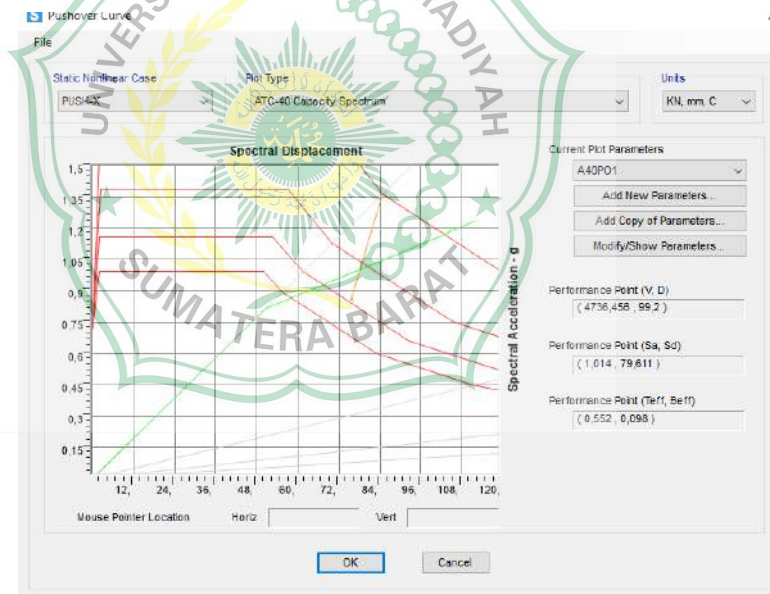 Pushover Curve
File
Static Nonlinear Case
Plot Type
Units
PUSH-X
ATC-40 Capacity Spectrum
KN, mm, C
Spectral Displacement
Current Plot Parameters
A40PO1
Add New Parameters...
Add Copy of Parameters...
Modify/Show Parameters...
Performance Point (V, D)
( 4736,456 , 99,2 )
Performance Point (Sa, Sd)
( 1,014 , 79,611 )
Performance Point (Teff, Beff)
( 0,552 , 0,098 )
1,5
1,35
1,2
1,05
0,9
0,75
0,6
0,45
0,3
0,15
Spectral Acceleration - g
12, 24, 36, 48, 60, 72, 84, 96, 108, 120,
Mouse Pointer Location Horiz Vert
OK Cancel
SUMATERA BARAT